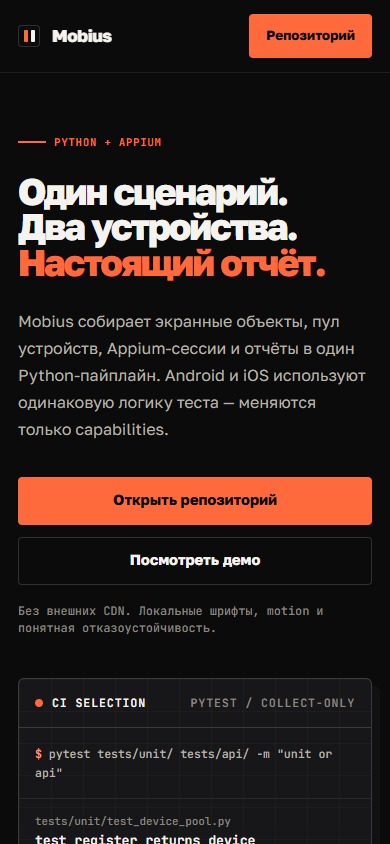 Mobius
Репозиторий
PYTHON + APPIUM
Один сценарий.
Два устройства.
Настоящий отчёт.
Mobius собирает экранные объекты, пул
устройств, Appium-сессии и отчёты в один
Python-пайплайн. Android и iOS используют
одинаковую логику теста — меняются
только capabilities.
Открыть репозиторий
Посмотреть демо
Без внешних CDN. Локальные шрифты, motion и
понятная отказоустойчивость.
CI SELECTION
PYTEST / COLLECT-ONLY
$ pytest tests/unit/ tests/api/ -m "unit or
api"
tests/unit/test_device_pool.py
test_register_returns_device